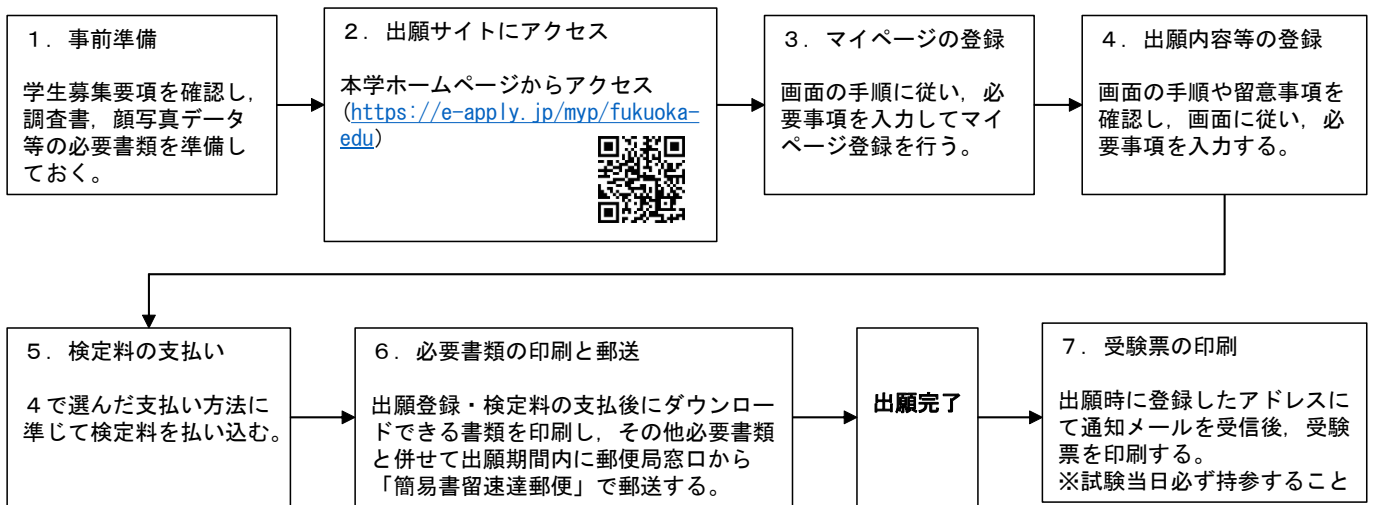 1．事前準備
学生募集要項を確認し，
調査書，顔写真データ
等の必要書類を準備し
ておく。
2．出願サイトにアクセス
本学ホームページからアクセス
（https://e-apply.jp/myp/fukuoka-
edu）
3．マイページの登録
画面の手順に従い，必
要事項を入力してマイ
ページ登録を行う。
4．出願内容等の登録
画面の手順や留意事項を
確認し，画面に従い，必
要事項を入力する。
5．検定料の支払い
4で選んだ支払い方法に
準じて検定料を払い込む。
6．必要書類の印刷と郵送
出願登録・検定料の支払後にダウンロー
ドできる書類を印刷し，その他必要書類
と併せて出願期間内に郵便局窓口から
「簡易書留速達郵便」で郵送する。
出願完了
7．受験票の印刷
出願時に登録したアドレスに
て通知メールを受信後，受験
票を印刷する。
※試験当日必ず持参すること